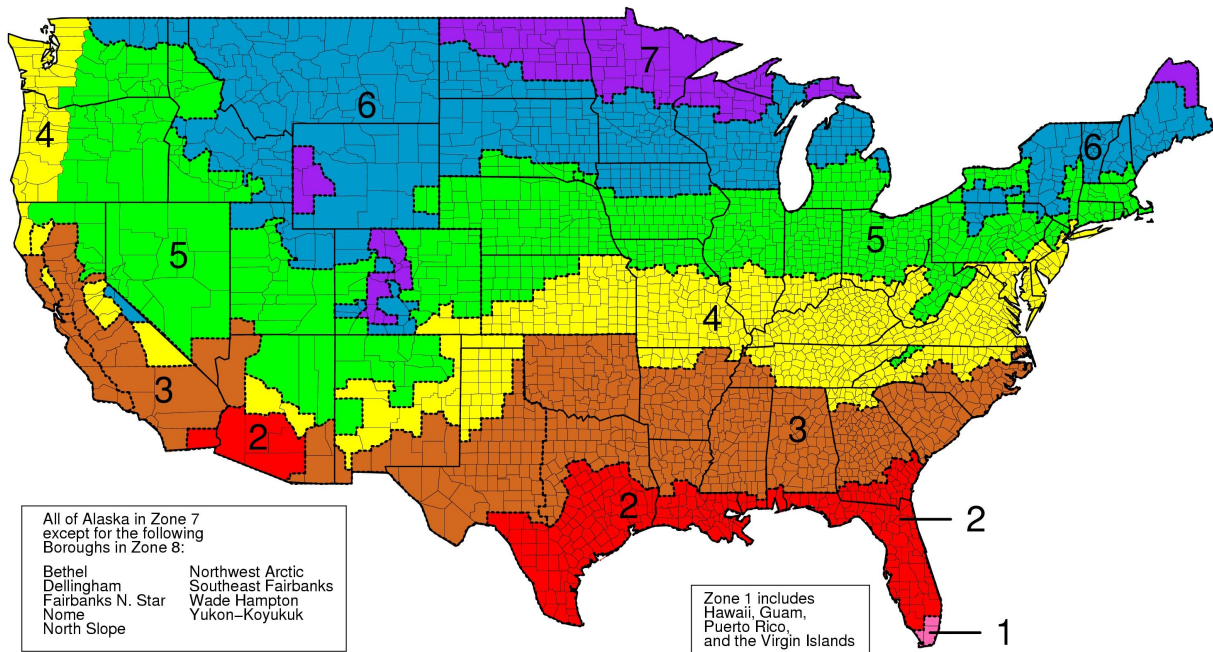 7
6
4
6
5
5
4
3
3
2
2
2
1
All of Alaska in Zone 7
except for the following
Boroughs in Zone 8:
Bethel
Dellingham
Fairbanks N. Star
Nome
North Slope
Northwest Arctic
Southeast Fairbanks
Wade Hampton
Yukon–Koyukuk
Zone 1 includes
Hawaii, Guam,
Puerto Rico,
and the Virgin Islands